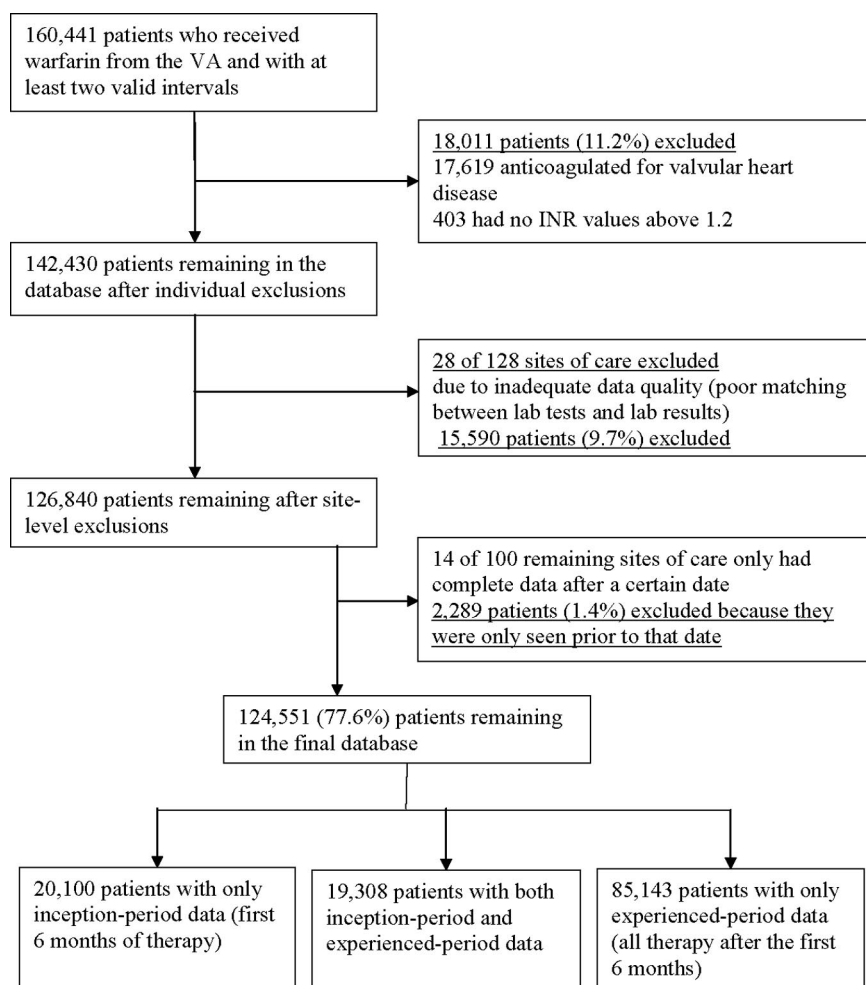 160,441 patients who received
warfarin from the VA and with at
least two valid intervals
18,011 patients (11.2%) excluded
17,619 anticoagulated for valvular heart
disease
403 had no INR values above 1.2
142,430 patients remaining in the
database after individual exclusions
28 of 128 sites of care excluded
due to inadequate data quality (poor matching
between lab tests and lab results)
15,590 patients (9.7%) excluded
126,840 patients remaining after site-
level exclusions
14 of 100 remaining sites of care only had
complete data after a certain date
2,289 patients (1.4%) excluded because they
were only seen prior to that date
124,551 (77.6%) patients remaining
in the final database
20,100 patients with only
inception-period data (first
6 months of therapy)
19,308 patients with both
inception-period and
experienced-period data
85,143 patients with only
experienced-period data
(all therapy after the first
6 months)